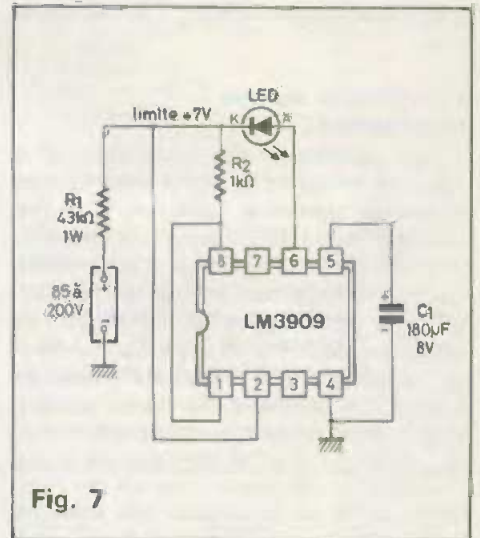 LED
limite +7V
K
R2
1kΩ
R1
43kΩ
1W
85 à
200V
+
8 7 6 5
LM3909
1 2 3 4
+
C1
180µF
8V
-
Fig. 7